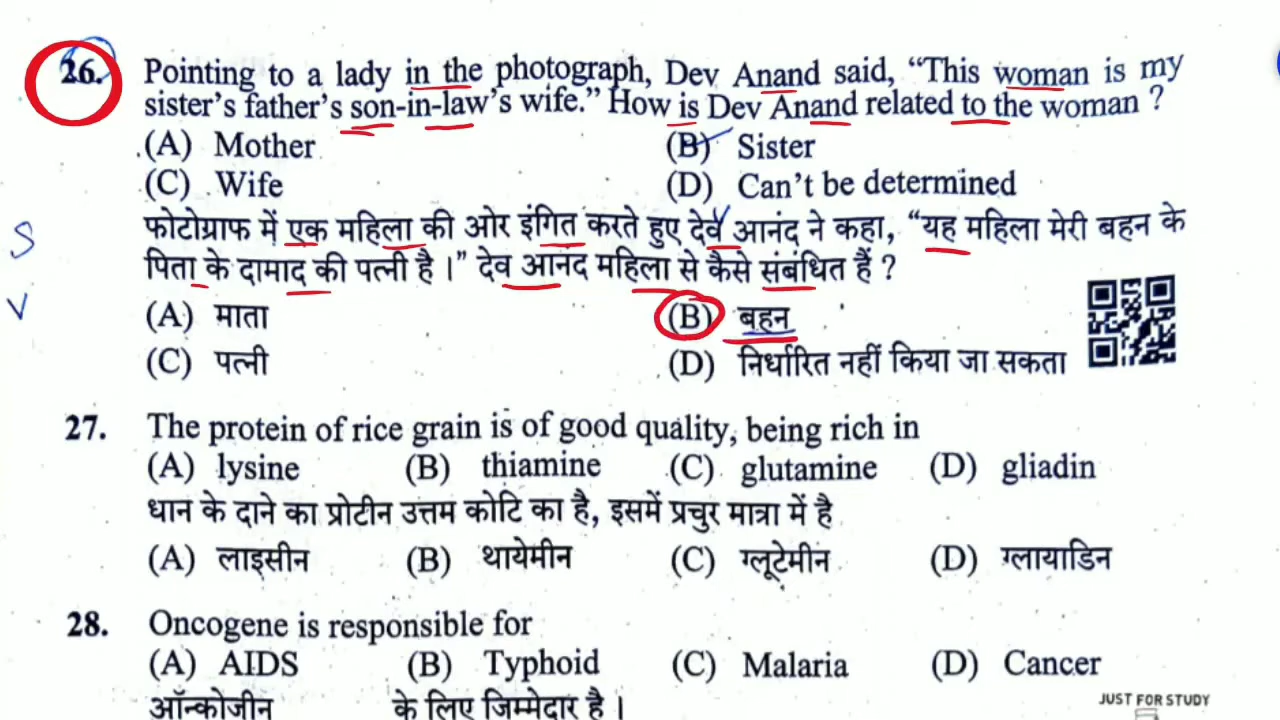 26. Pointing to a lady in the photograph, Dev Anand said, “This woman is my
sister’s father’s son-in-law’s wife.” How is Dev Anand related to the woman ?
(A) Mother (B) Sister
(C) Wife (D) Can’t be determined
फोटोग्राफ में एक महिला की ओर इंगित करते हुए देव आनंद ने कहा, “यह महिला मेरी बहन के
S
पिता के दामाद की पत्नी है ।” देव आनंद महिला से कैसे संबंधित हैं ?
V
(A) माता (B) बहन
(C) पत्नी (D) निर्धारित नहीं किया जा सकता
27. The protein of rice grain is of good quality, being rich in
(A) lysine (B) thiamine (C) glutamine (D) gliadin
धान के दाने का प्रोटीन उत्तम कोटि का है, इसमें प्रचुर मात्रा में है
(A) लाइसीन (B) थायेमीन (C) ग्लूटेमीन (D) ग्लायाडिन
28. Oncogene is responsible for
(A) AIDS (B) Typhoid (C) Malaria (D) Cancer
ऑन्कोजीन के लिए जिम्मेदार है ।
JUST FOR STUDY